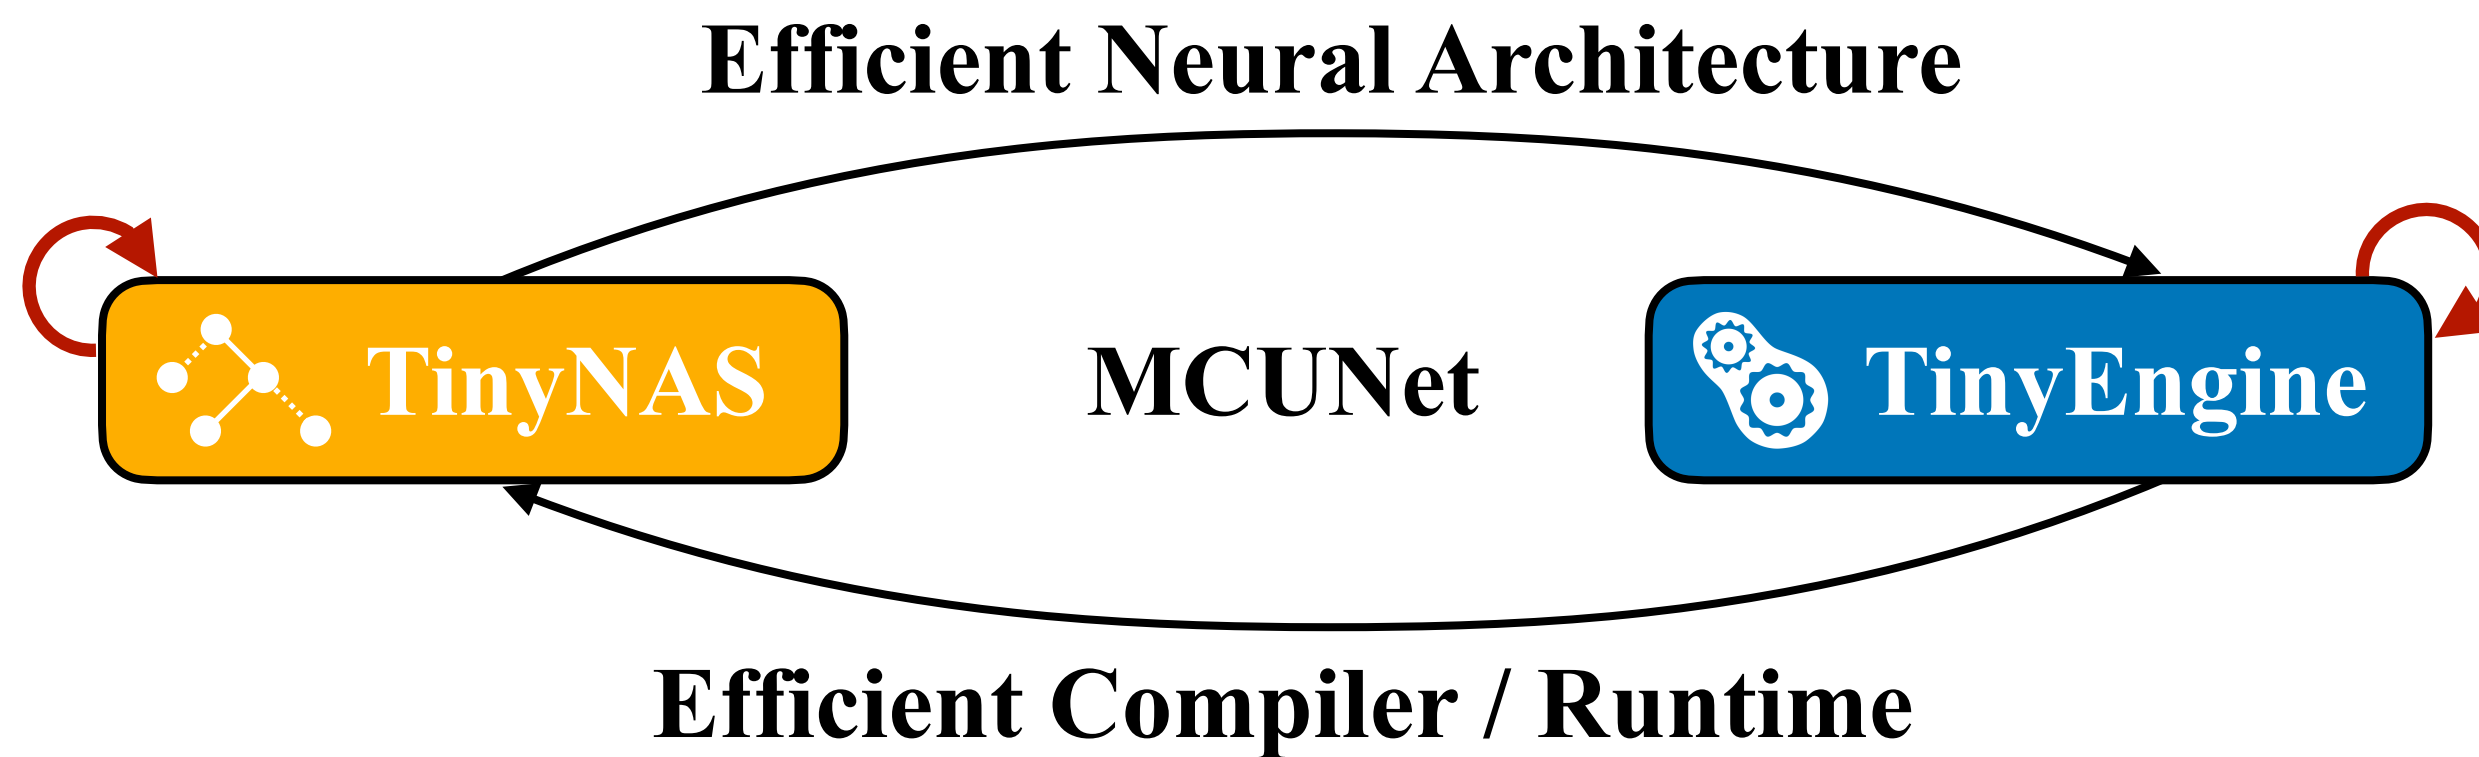 Efficient Neural Architecture
TinyNAS
MCUNet
TinyEngine
Efficient Compiler / Runtime